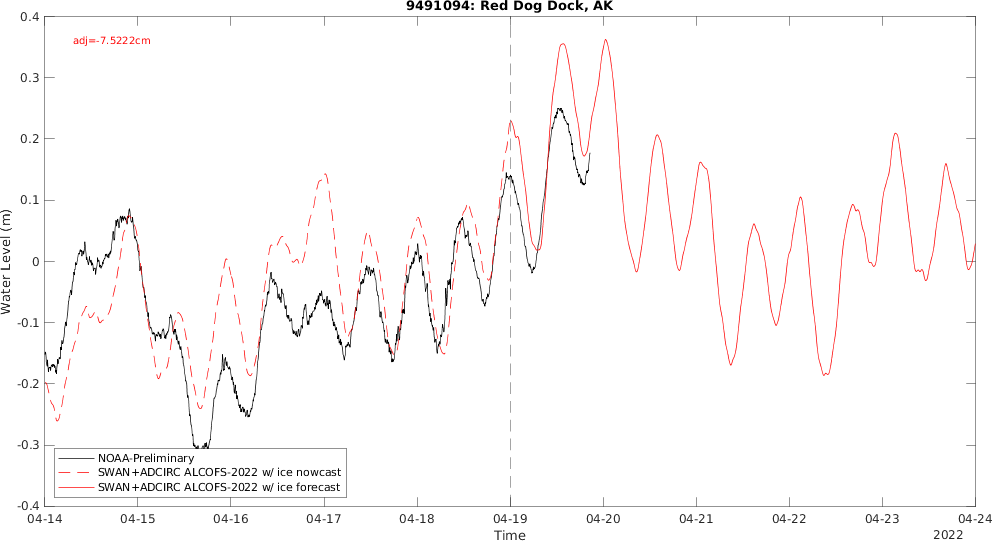 9491094: Red Dog Dock, AK
adj=-7.5222cm
0.4
0.3
0.2
0.1
0
-0.1
-0.2
-0.3
-0.4
Water Level (m)
NOAA-Preliminary
SWAN+ADCIRC ALCOFS-2022 w/ ice nowcast
SWAN+ADCIRC ALCOFS-2022 w/ ice forecast
04-14 04-15 04-16 04-17 04-18 04-19 04-20 04-21 04-22 04-23 04-24
Time
2022